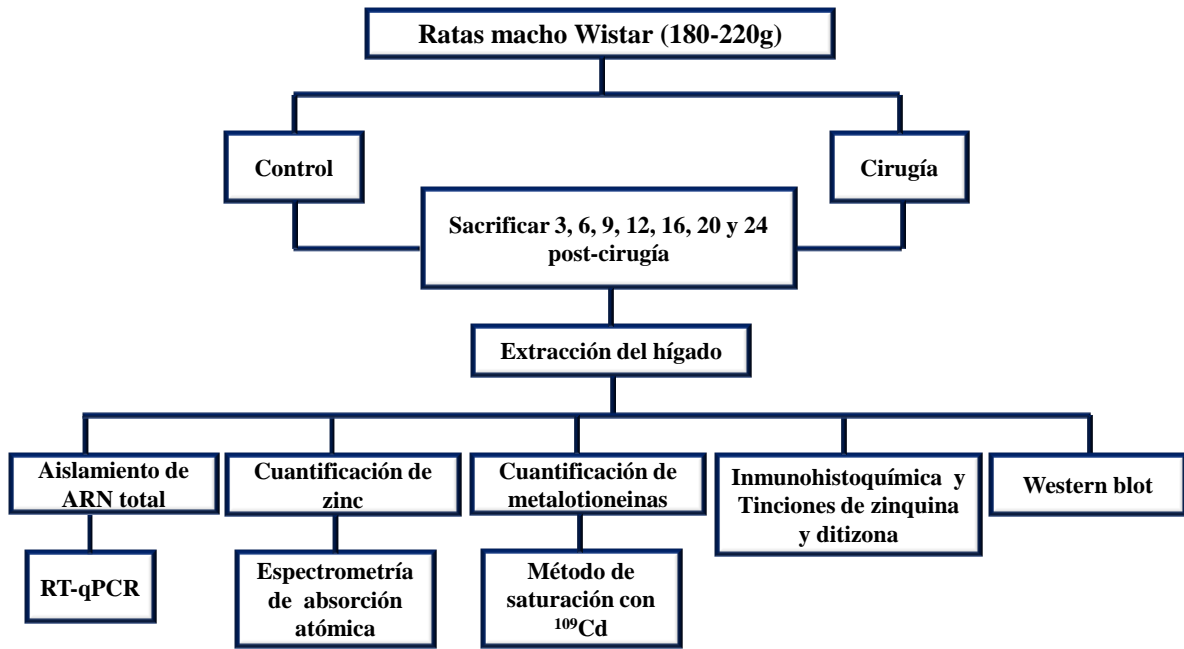 Ratas macho Wistar (180-220g)
Control
Cirugía
Sacrificar 3, 6, 9, 12, 16, 20 y 24
post-cirugía
Extracción del hígado
Aislamiento de
ARN total
Cuantificación de
zinc
Cuantificación de
metalotioneinas
Inmunohistoquímica y
Tinciones de zinquina
y ditizona
Western blot
RT-qPCR
Espectrometría
de absorción
atómica
Método de
saturación con
¹⁰⁹Cd